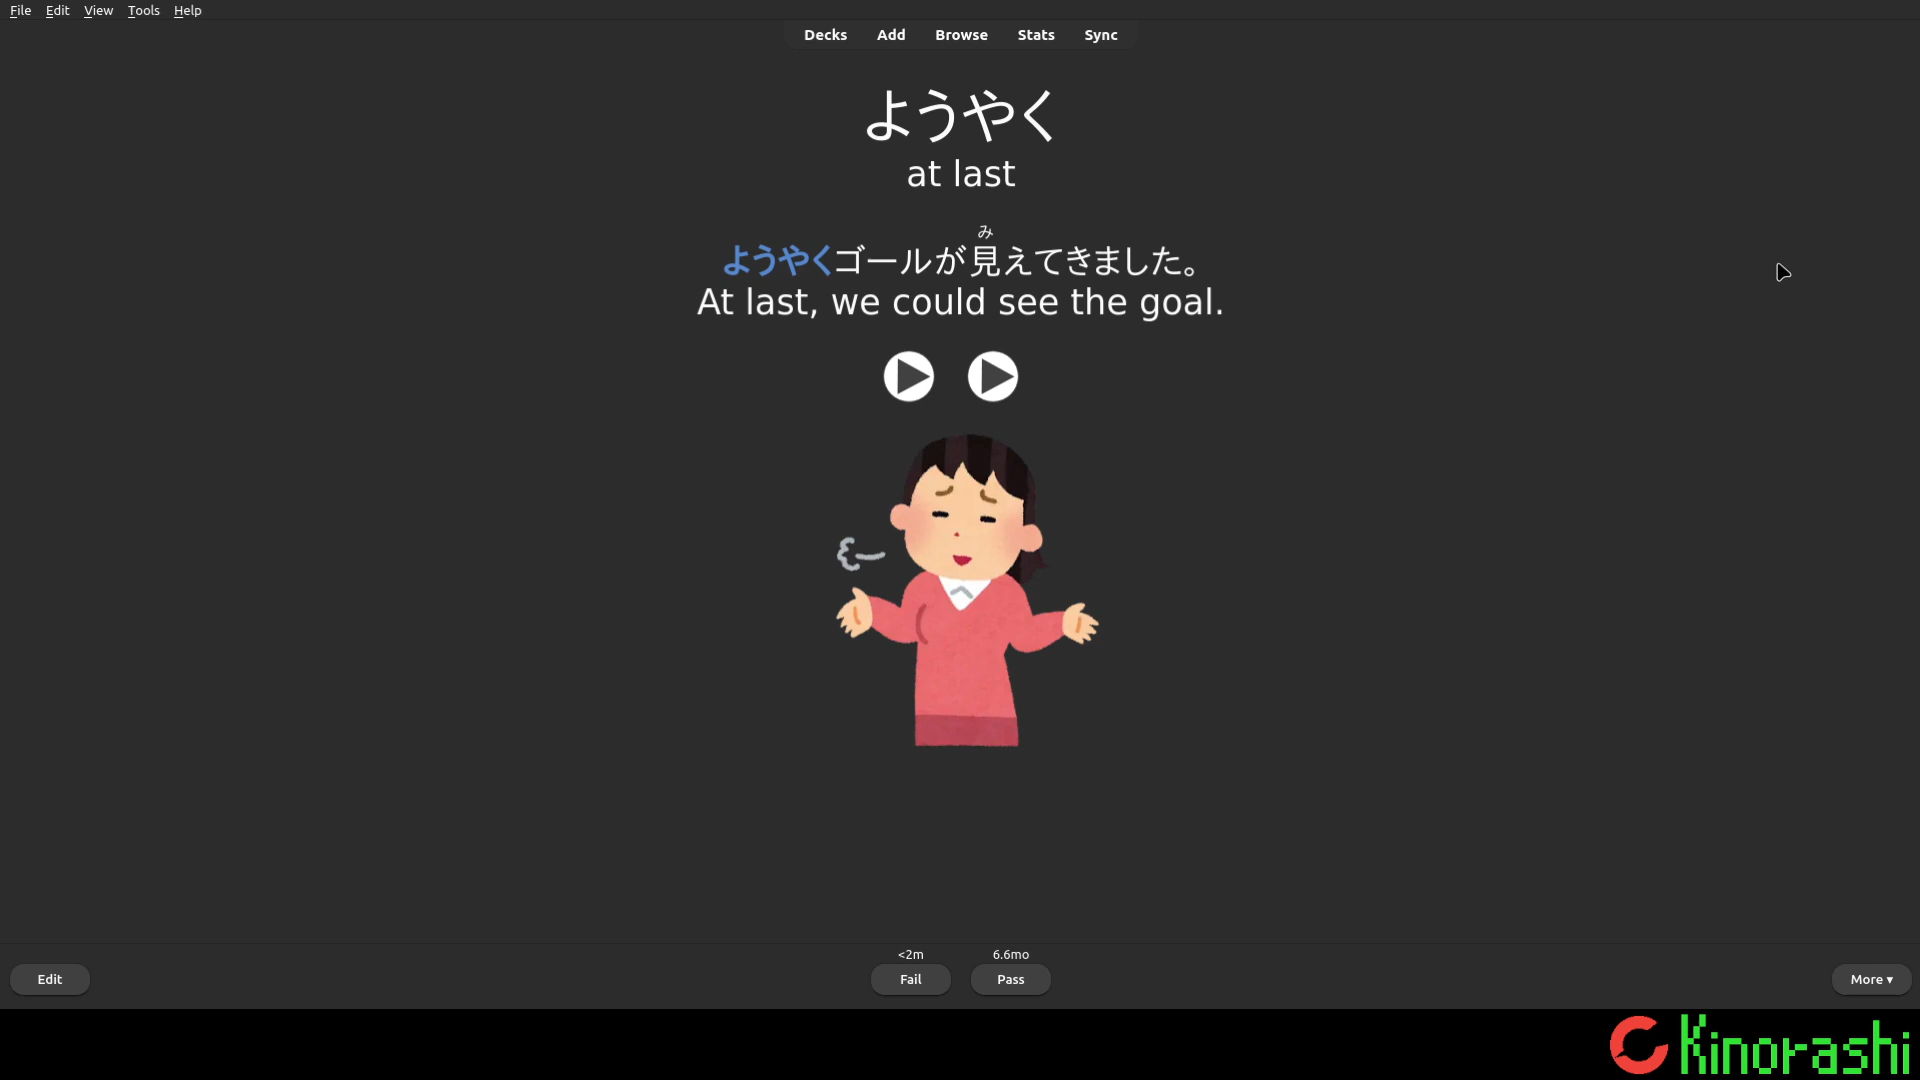 File Edit View Tools Help
Decks Add Browse Stats Sync
ようやく
at last
み
ようやくゴールが見えてきました。
At last, we could see the goal.
<2m 6.6mo
Edit Fail Pass More ▾
Kinorashi